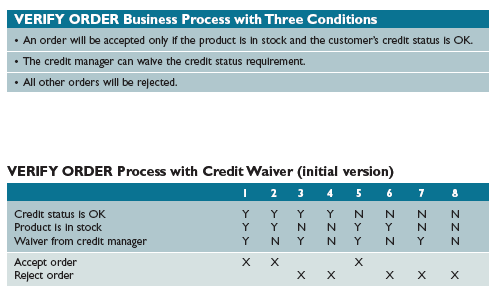 VERIFY ORDER Business Process with Three Conditions
• An order will be accepted only if the product is in stock and the customer's credit status is OK.
• The credit manager can waive the credit status requirement.
• All other orders will be rejected.
VERIFY ORDER Process with Credit Waiver (initial version)
1 2 3 4 5 6 7 8
Credit status is OK Y Y Y Y N N N N
Product is in stock Y Y N N Y Y N N
Waiver from credit manager Y N Y N Y N Y N
Accept order X X X
Reject order X X X X X